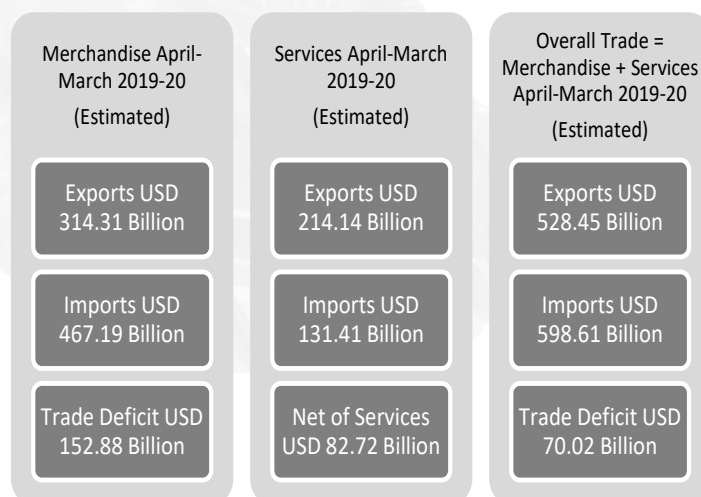 Merchandise April-
March 2019-20
(Estimated)
Exports USD
314.31 Billion
Imports USD
467.19 Billion
Trade Deficit USD
152.88 Billion
Services April-March
2019-20
(Estimated)
Exports USD
214.14 Billion
Imports USD
131.41 Billion
Net of Services
USD 82.72 Billion
Overall Trade =
Merchandise + Services
April-March 2019-20
(Estimated)
Exports USD
528.45 Billion
Imports USD
598.61 Billion
Trade Deficit USD
70.02 Billion